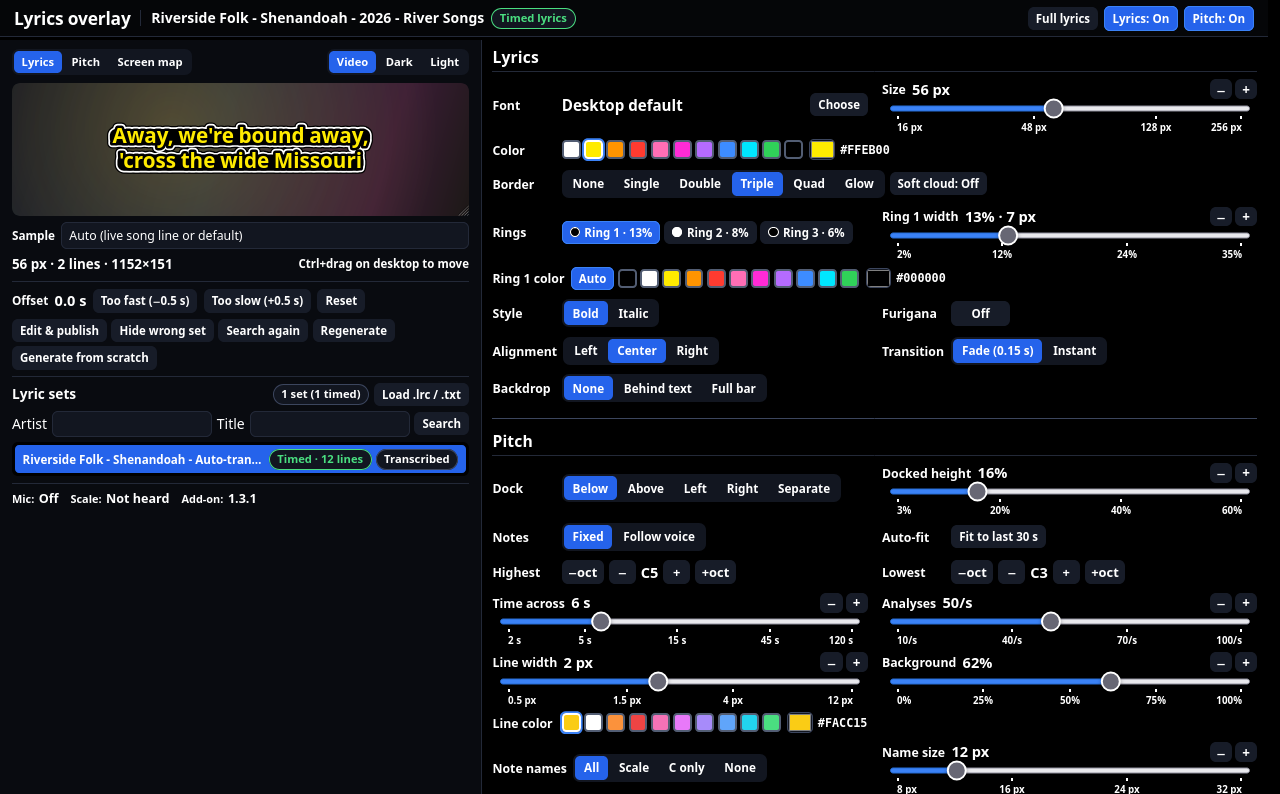 Lyrics overlay
Riverside Folk - Shenandoah - 2026 - River Songs
Timed lyrics
Full lyrics
Lyrics: On
Pitch: On
Lyrics
Pitch
Screen map
Video
Dark
Light
Away, we're bound away,
'cross the wide Missouri
Sample
Auto (live song line or default)
56 px · 2 lines · 1152×151
Ctrl+drag on desktop to move
Offset
0.0 s
Too fast (−0.5 s)
Too slow (+0.5 s)
Reset
Edit & publish
Hide wrong set
Search again
Regenerate
Generate from scratch
Lyric sets
1 set (1 timed)
Load .lrc / .txt
Artist
Title
Search
Riverside Folk - Shenandoah - Auto-tran...
Timed · 12 lines
Transcribed
Mic: Off
Scale: Not heard
Add-on: 1.3.1
Lyrics
Font
Desktop default
Choose
Size 56 px
–
+
16 px
48 px
128 px
256 px
Color
#FFEB00
Border
None
Single
Double
Triple
Quad
Glow
Soft cloud: Off
Rings
Ring 1 · 13%
Ring 2 · 8%
Ring 3 · 6%
Ring 1 width 13% · 7 px
–
+
2%
12%
24%
35%
Ring 1 color
Auto
#000000
Style
Bold
Italic
Furigana
Off
Alignment
Left
Center
Right
Transition
Fade (0.15 s)
Instant
Backdrop
None
Behind text
Full bar
Pitch
Dock
Below
Above
Left
Right
Separate
Docked height 16%
–
+
3%
20%
40%
60%
Notes
Fixed
Follow voice
Auto-fit
Fit to last 30 s
Highest
−oct
–
C5
+
+oct
Lowest
−oct
–
C3
+
+oct
Time across 6 s
–
+
2 s
5 s
15 s
45 s
120 s
Analyses 50/s
–
+
10/s
40/s
70/s
100/s
Line width 2 px
–
+
0.5 px
1.5 px
4 px
12 px
Background 62%
–
+
0%
25%
50%
75%
100%
Line color
#FACC15
Note names
All
Scale
C only
None
Name size 12 px
–
+
8 px
16 px
24 px
32 px